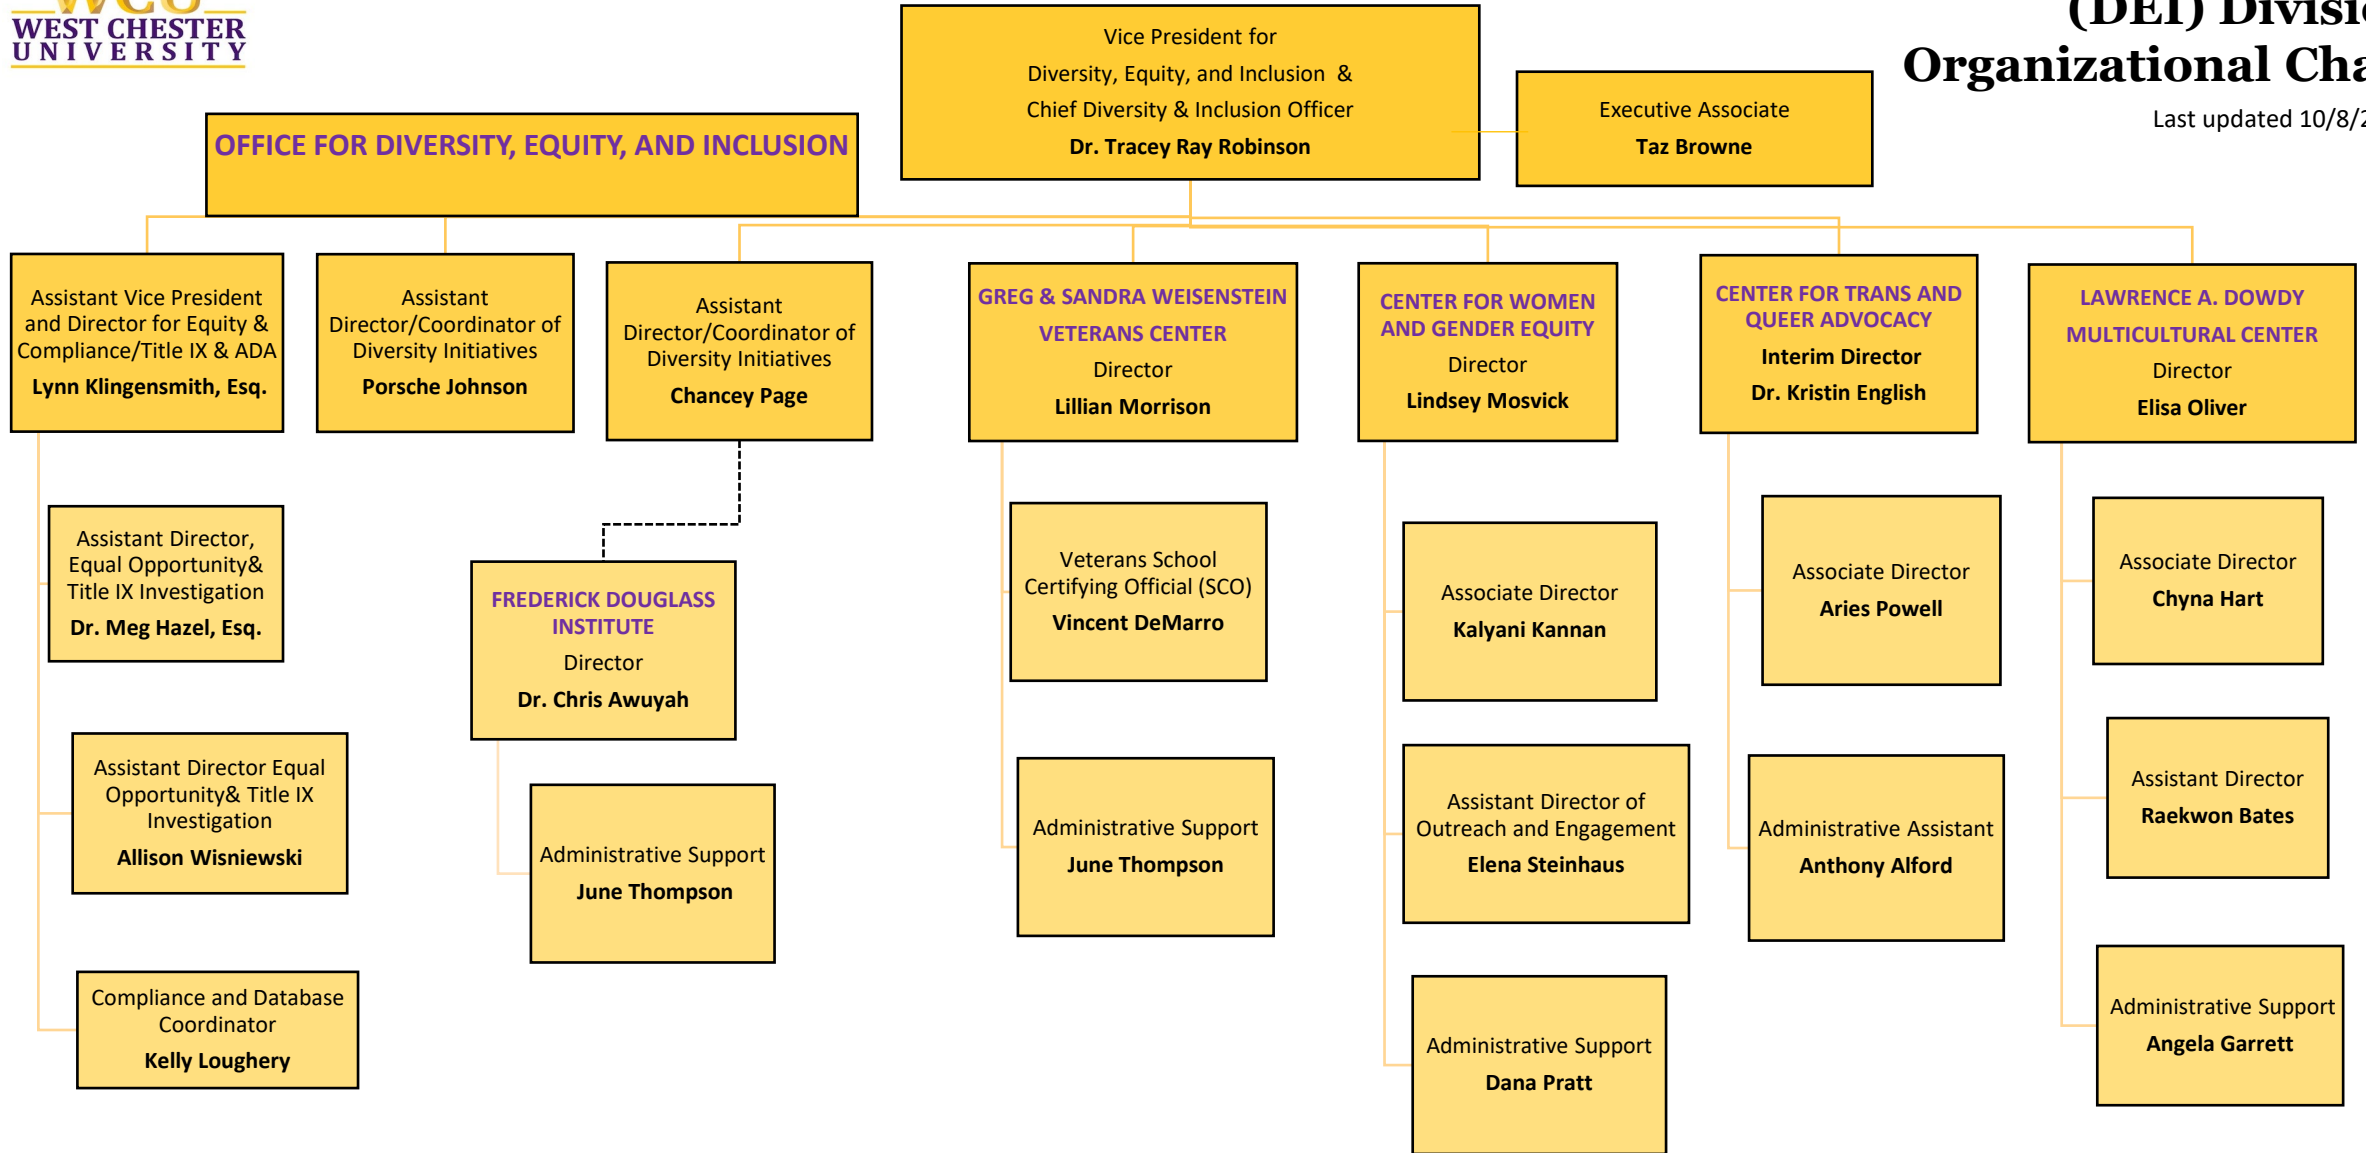 WCU
WEST CHESTER
UNIVERSITY
(DEI)
Organizational
Last updated
Vice President for
Diversity, Equity, and Inclusion &
Chief Diversity & Inclusion Officer
Dr. Tracey Ray Robinson
Executive Associate
Taz Browne
OFFICE FOR DIVERSITY, EQUITY, AND INCLUSION
Assistant Vice President
and Director for Equity &
Compliance/Title IX & ADA
Lynn Klingensmith, Esq.
Assistant
Director/Coordinator of
Diversity Initiatives
Porsche Johnson
Assistant
Director/Coordinator of
Diversity Initiatives
Chancey Page
GREG & SANDRA WEISENSTEIN
VETERANS CENTER
Director
Lillian Morrison
CENTER FOR WOMEN
AND GENDER EQUITY
Director
Lindsey Mosvick
CENTER FOR TRANS AND
QUEER ADVOCACY
Interim Director
Dr. Kristin English
LAWRENCE A. DOWDY
MULTICULTURAL CENTER
Director
Elisa Oliver
Assistant Director,
Equal Opportunity&
Title IX Investigation
Dr. Meg Hazel, Esq.
Assistant Director Equal
Opportunity& Title IX
Investigation
Allison Wisniewski
Compliance and Database
Coordinator
Kelly Loughery
FREDERICK DOUGLASS
INSTITUTE
Director
Dr. Chris Awuyah
Administrative Support
June Thompson
Veterans School
Certifying Official (SCO)
Vincent DeMarro
Administrative Support
June Thompson
Associate Director
Kalyani Kannan
Assistant Director of
Outreach and Engagement
Elena Steinhaus
Administrative Support
Dana Pratt
Associate Director
Aries Powell
Administrative Assistant
Anthony Alford
Associate Director
Chyna Hart
Assistant Director
Raekwon Bates
Administrative Support
Angela Garrett